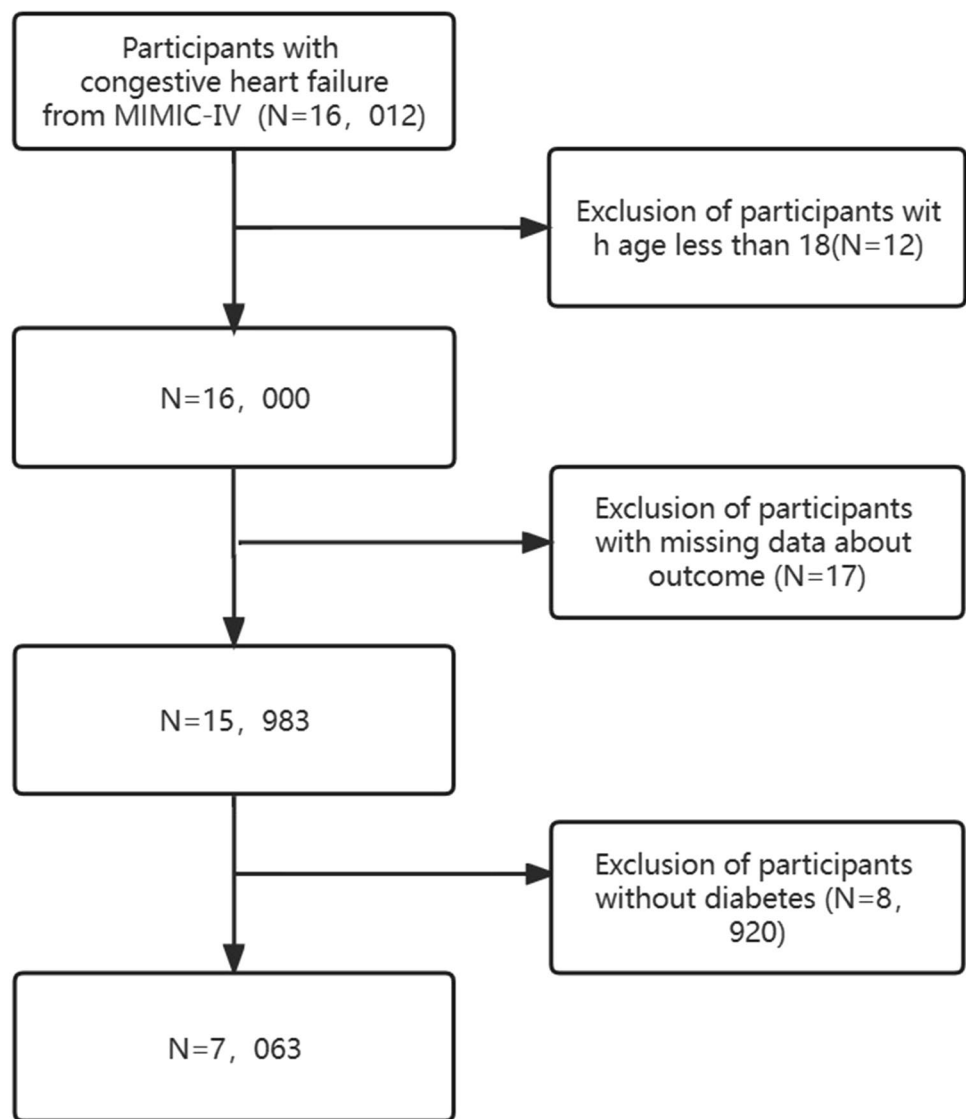 Participants with
congestive heart failure
from MIMIC-IV (N=16, 012)
Exclusion of participants wit
h age less than 18(N=12)
N=16, 000
Exclusion of participants
with missing data about
outcome (N=17)
N=15, 983
Exclusion of participants
without diabetes (N=8,
920)
N=7, 063